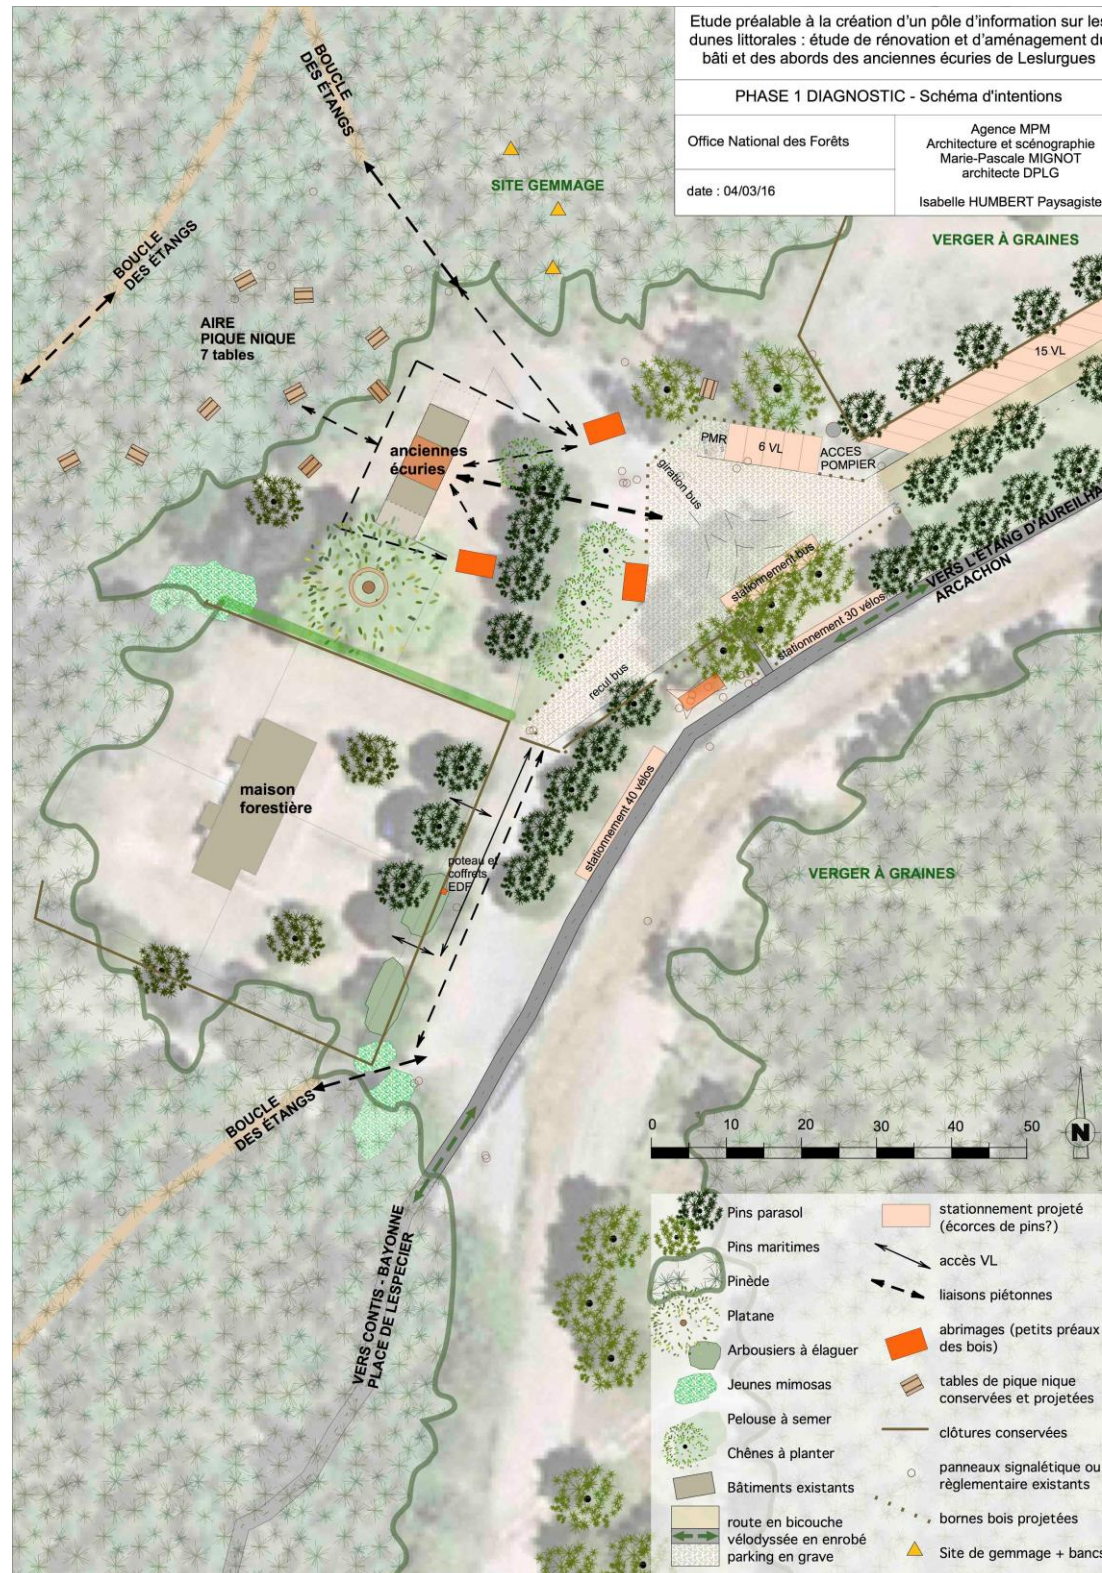 Etude préalable à la création d'un pôle d'information sur les
dunes littorales : étude de rénovation et d'aménagement du
bâti et des abords des anciennes écuries de Leslurgues
PHASE 1 DIAGNOSTIC - Schéma d'intentions
Office National des Forêts
date : 04/03/16
Agence MPM
Architecture et scénographie
Marie-Pascale MIGNOT
architecte DPLG
Isabelle HUMBERT Paysagiste
BOUCLE
DES ÉTANGS
SITE GEMMAGE
BOUCLE
DES ÉTANGS
VERGER À GRAINES
AIRE
PIQUE NIQUE
7 tables
15 VL
anciennes
écuries
PMR
6 VL
ACCES
POMPIER
giration bus
stationnement bus
VERS L'ÉTANG D'AUREILHAN
ARCACHON
stationnement 30 vélos
recul bus
maison
forestière
stationnement 40 vélos
poteau et
coffrets
EDF
VERGER À GRAINES
BOUCLE
DES ÉTANGS
VERS CONTIS - BAYONNE
PLACE DE LESPECIER
0 10 20 30 40 50
N
Pins parasol
Pins maritimes
Pinède
Platane
Arbousiers à élaguer
Jeunes mimosas
Pelouse à semer
Chênes à planter
Bâtiments existants
route en bicouche
vélodyssée en enrobé
parking en grave
stationnement projeté
(écorces de pins?)
accès VL
liaisons piétonnes
abrimages (petits préaux
des bois)
tables de pique nique
conservées et projetées
clôtures conservées
panneaux signalétique ou
règlementaire existants
bornes bois projetées
Site de gemmage + bancs